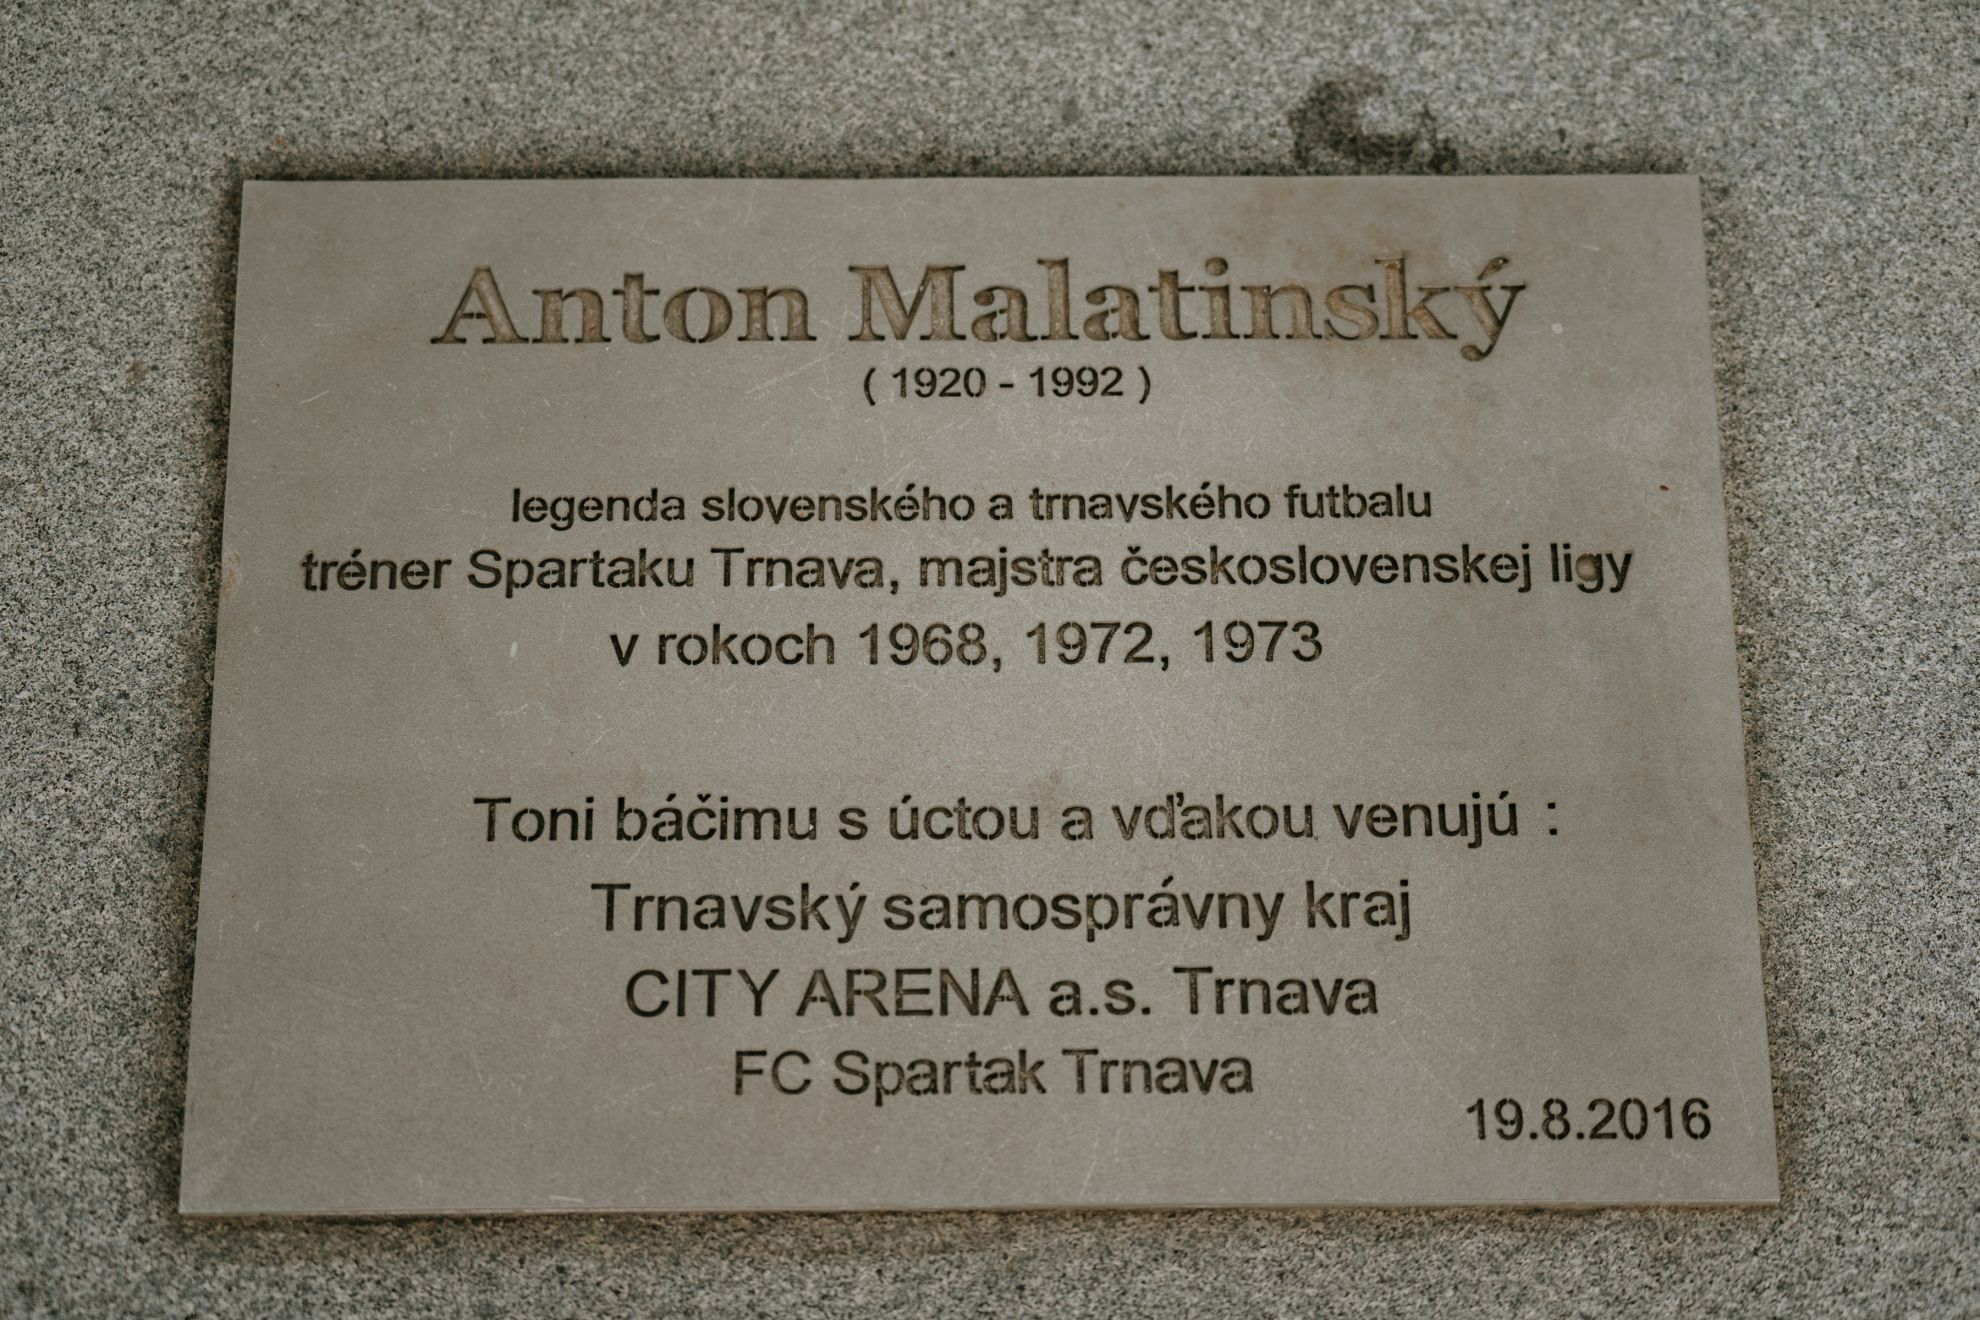 Anton Malatinský
( 1920 - 1992 )
legenda slovenského a trnavského futbalu
tréner Spartaku Trnava, majstra československej ligy
v rokoch 1968, 1972, 1973
Toni báčimu s úctou a vďakou venujú :
Trnavský samosprávny kraj
CITY ARENA a.s. Trnava
FC Spartak Trnava
19.8.2016